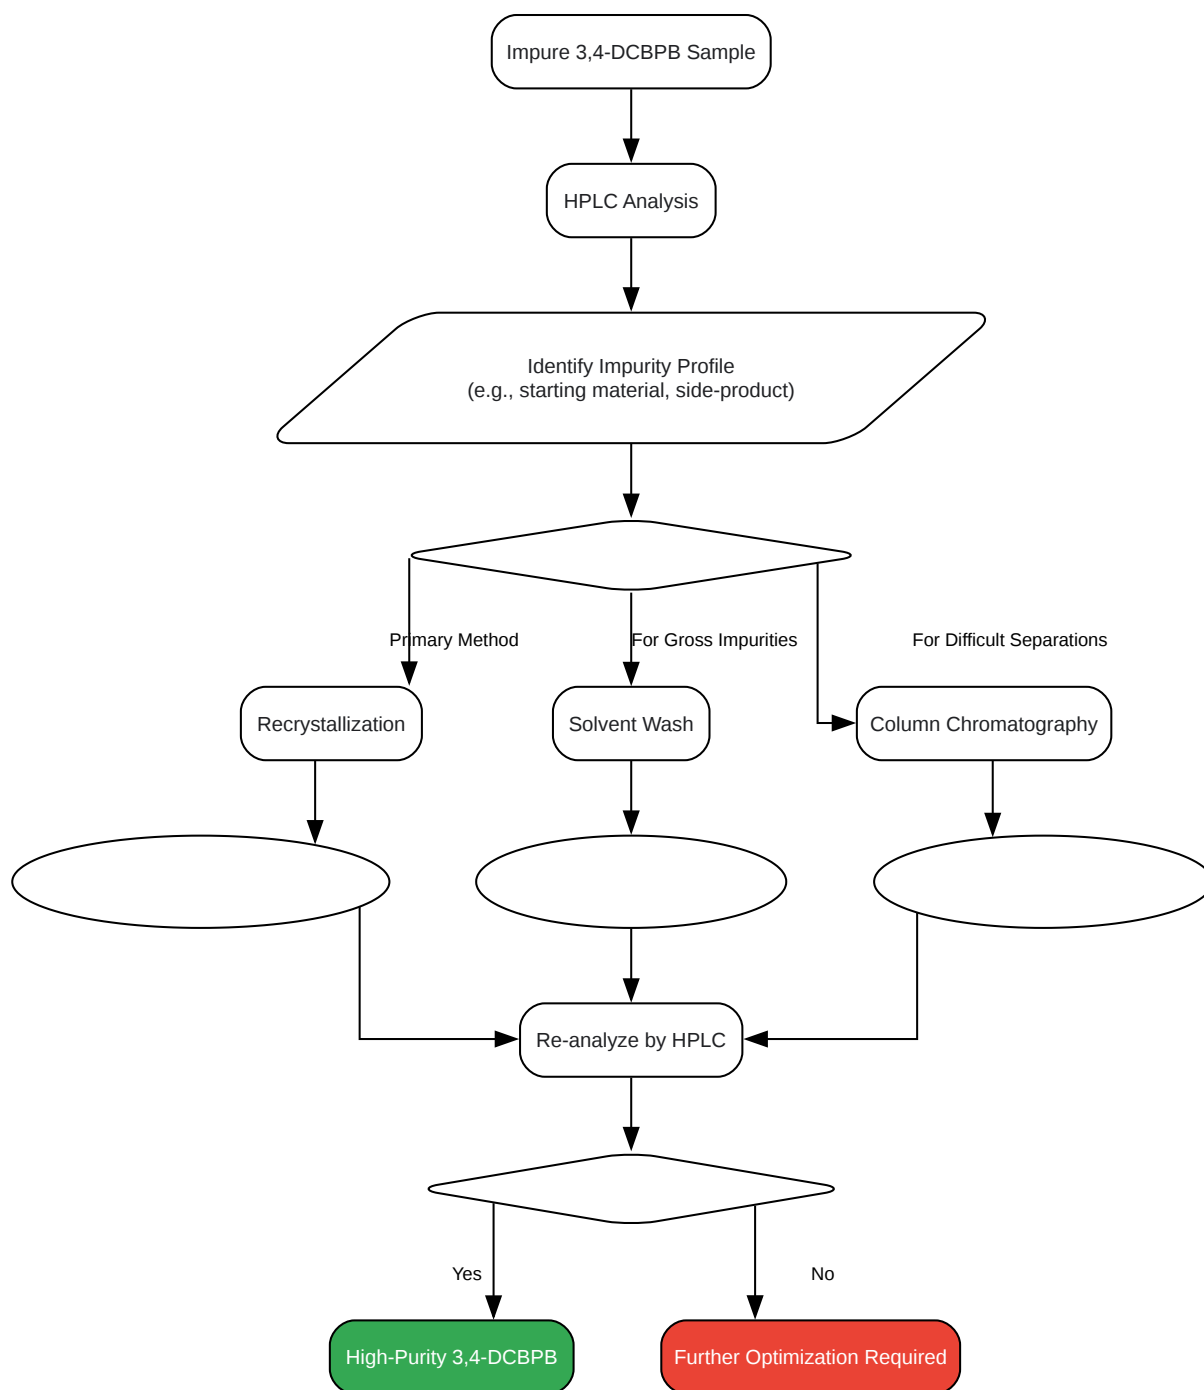 Impure 3,4-DCBPB Sample
HPLC Analysis
Identify Impurity Profile
(e.g., starting material, side-product)
Primary Method
For Gross Impurities
For Difficult Separations
Recrystallization
Solvent Wash
Column Chromatography
Re-analyze by HPLC
Yes
No
High-Purity 3,4-DCBPB
Further Optimization Required